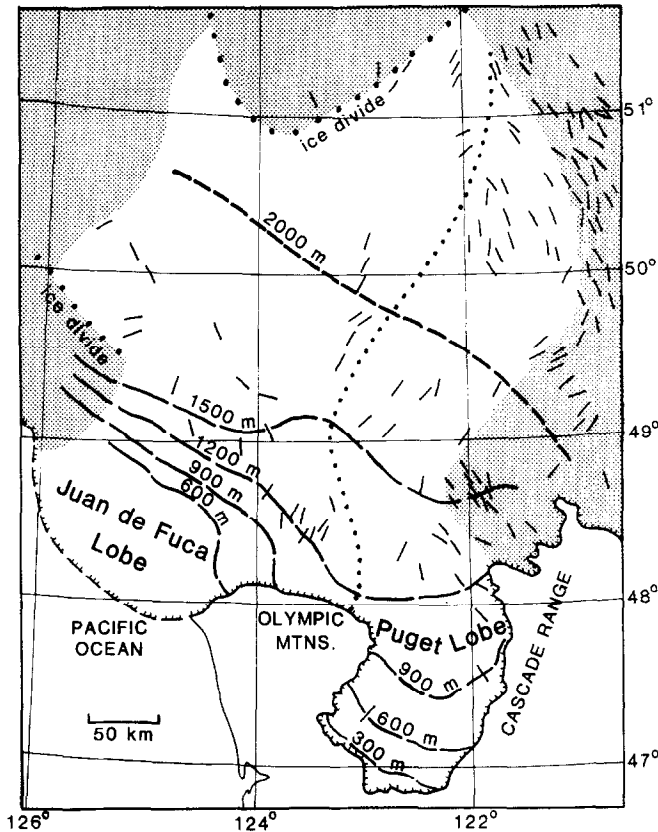 51°
ice divide
2000 m
50°
ice divide
1500 m
49°
1200 m
900 m
600 m
Juan de Fuca
Lobe
48°
PACIFIC
OCEAN
OLYMPIC
MTNS.
Puget Lobe
CASCADE RANGE
900 m
600 m
300 m
50 km
47°
126°
124°
122°